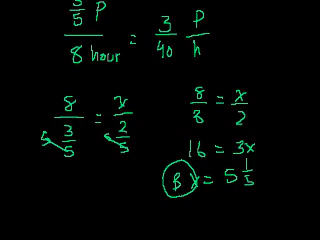 3/5 P / 8 hour = 3/40 P/h
8 / 3/5 = x / 2/5
8/3 = x/2
16 = 3x
B x = 5 1/3